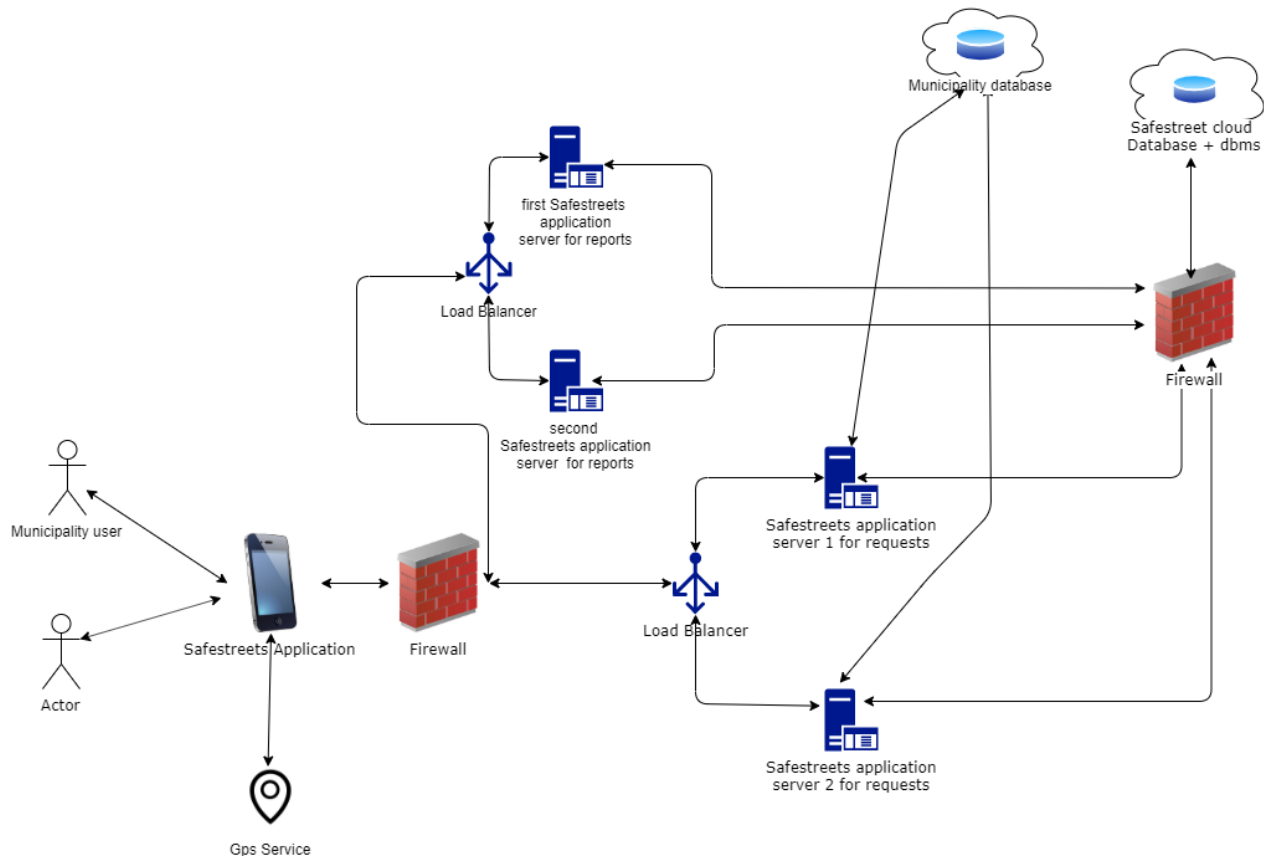 Municipality database
Safestreet cloud
Database + dbms
first Safestreets
application
server for reports
Load Balancer
Firewall
second
Safestreets application
server for reports
Municipality user
Safestreets application
server 1 for requests
Load Balancer
Safestreets Application
Firewall
Actor
Safestreets application
server 2 for requests
Gps Service